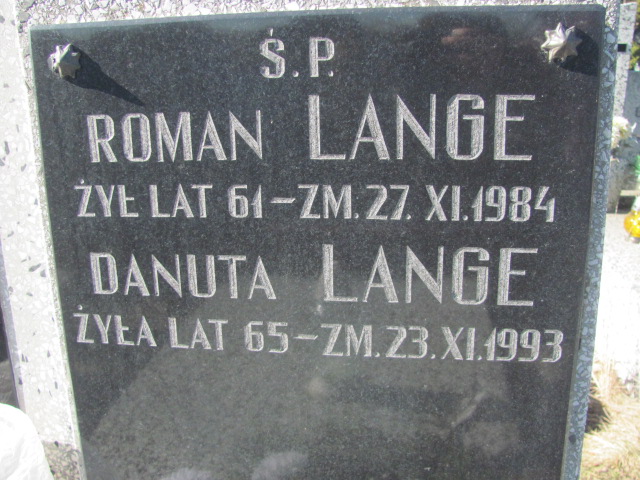 Ś.P.
ROMAN LANGE
ŻYŁ LAT 61-ZM.27. XI.1984
DANUTA LANGE
ŻYŁA LAT 65-ZM.23.XI.1993